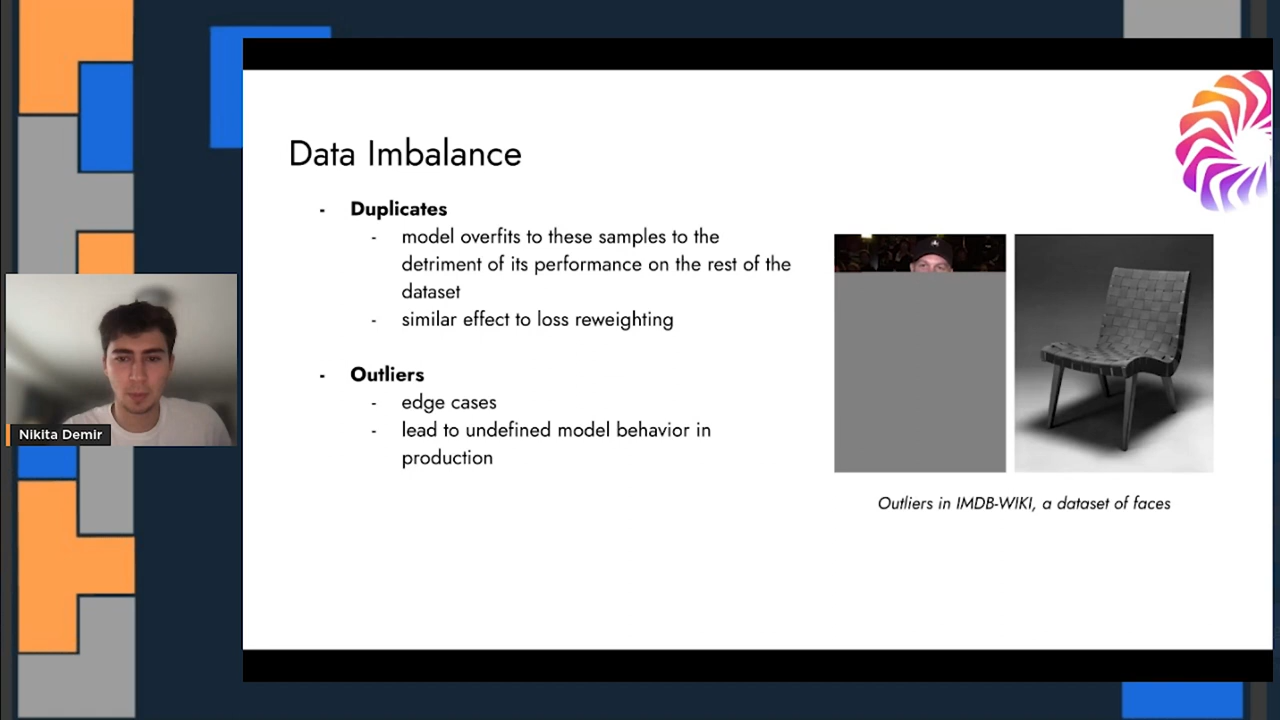 Data Imbalance
- Duplicates
- model overfits to these samples to the
detriment of its performance on the rest of the
dataset
- similar effect to loss reweighting
- Outliers
- edge cases
- lead to undefined model behavior in
production
Outliers in IMDB-WIKI, a dataset of faces
Nikita Demir